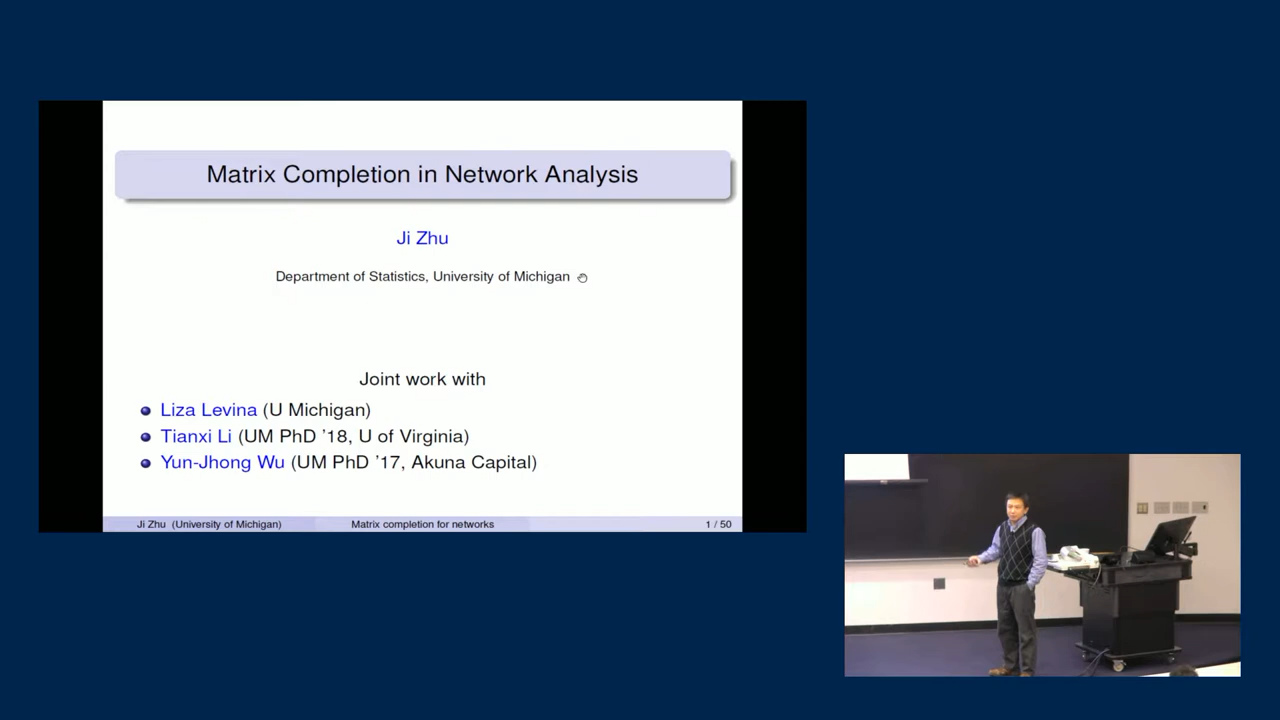 Matrix Completion in Network Analysis
Ji Zhu
Department of Statistics, University of Michigan
Joint work with
Liza Levina (U Michigan)
Tianxi Li (UM PhD '18, U of Virginia)
Yun-Jhong Wu (UM PhD '17, Akuna Capital)
Ji Zhu (University of Michigan) Matrix completion for networks 1 / 50